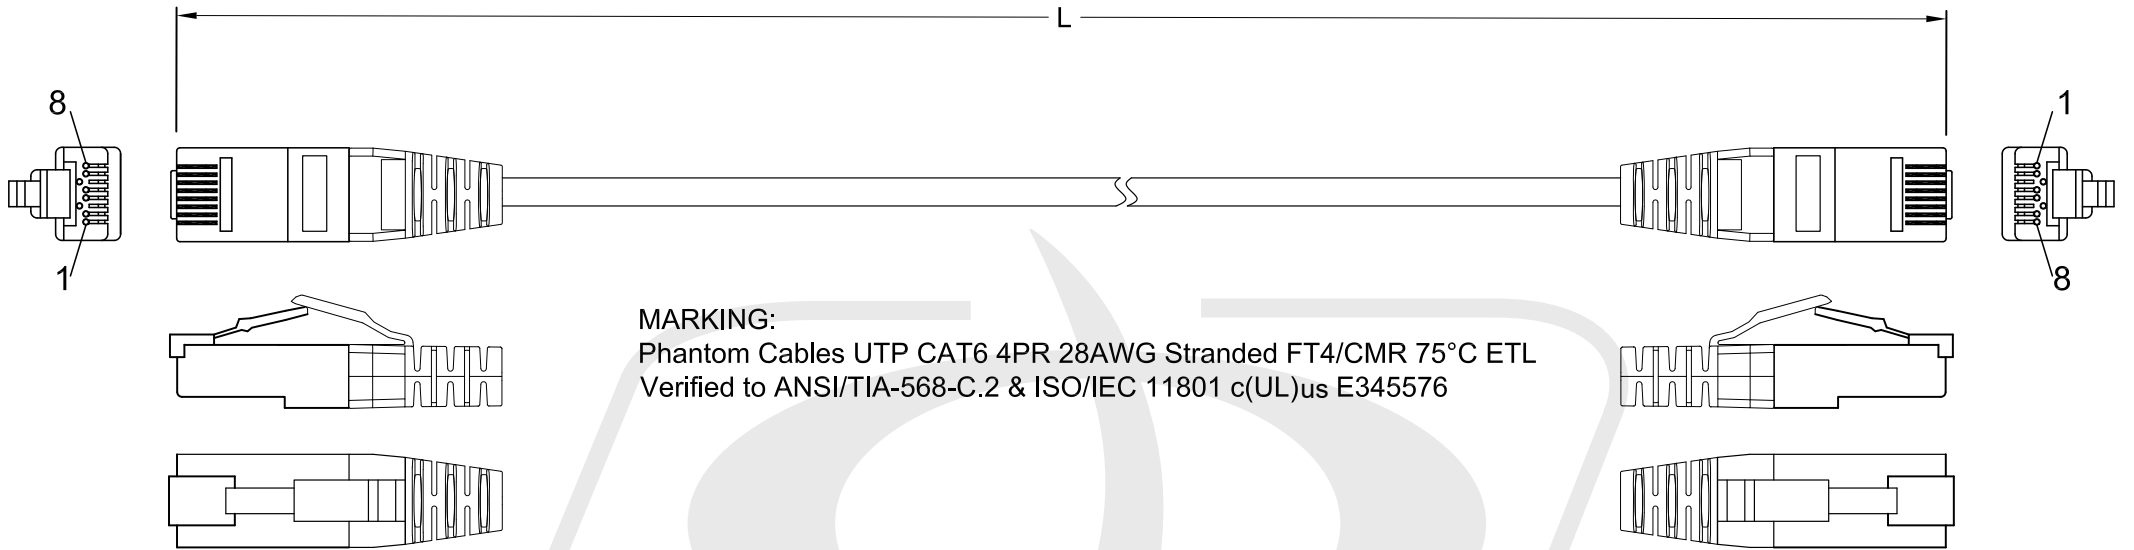 L
8
1
1
8
MARKING:
Phantom Cables UTP CAT6 4PR 28AWG Stranded FT4/CMR 75°C ETL
Verified to ANSI/TIA-568-C.2 & ISO/IEC 11801 c(UL)us E345576